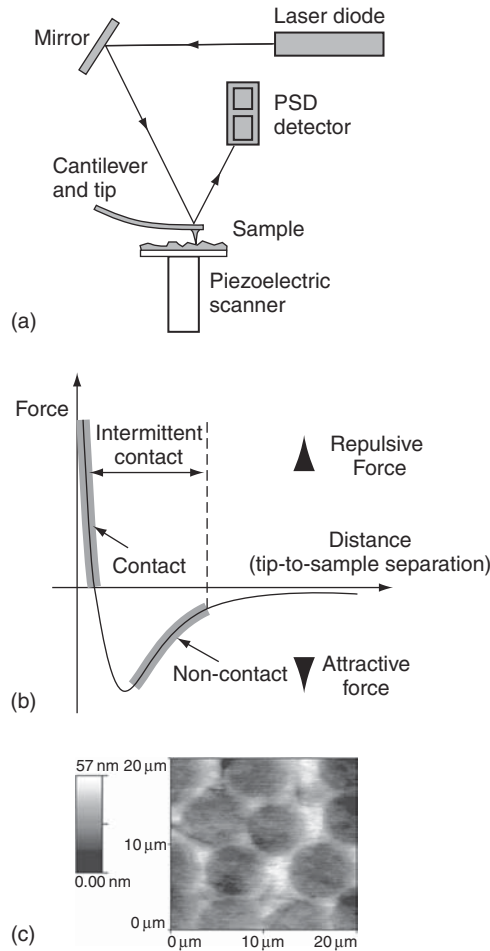 Laser diode
Mirror
PSD
detector
Cantilever
and tip
Sample
Piezoelectric
scanner
(a)
Force
Intermittent
contact
Repulsive
Force
Contact
Distance
(tip-to-sample separation)
Non-contact
Attractive
force
(b)
57 nm
0.00 nm
20 µm
10 µm
0 µm
0 µm
10 µm
20 µm
(c)